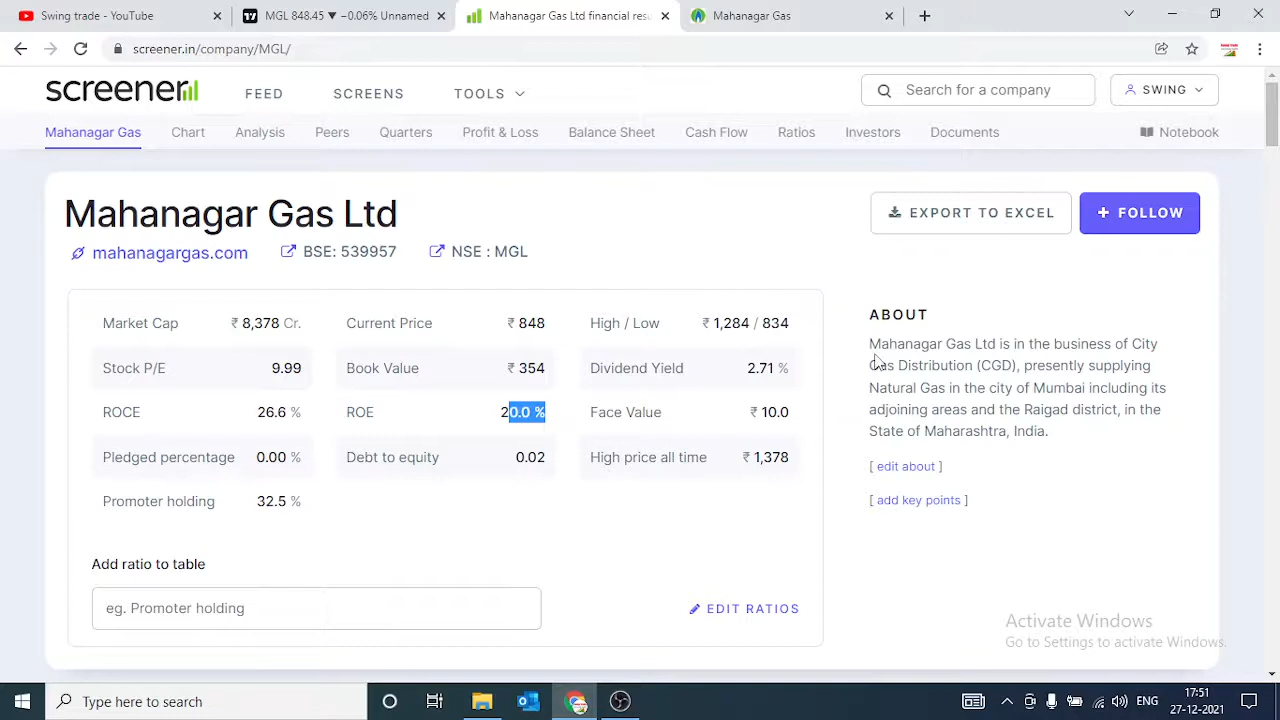 Swing trade - YouTube
MGL 848.45 ▼ −0.06% Unnamed
Mahanagar Gas Ltd financial resu
Mahanagar Gas
screener.in/company/MGL/
screener
FEED
SCREENS
TOOLS
Search for a company
SWING
Mahanagar Gas
Chart
Analysis
Peers
Quarters
Profit & Loss
Balance Sheet
Cash Flow
Ratios
Investors
Documents
Notebook
Mahanagar Gas Ltd
EXPORT TO EXCEL
+ FOLLOW
mahanagargas.com
BSE: 539957
NSE : MGL
Market Cap ₹ 8,378 Cr.
Current Price ₹ 848
High / Low ₹ 1,284 / 834
Stock P/E 9.99
Book Value ₹ 354
Dividend Yield 2.71 %
ROCE 26.6 %
ROE 20.0 %
Face Value ₹ 10.0
Pledged percentage 0.00 %
Debt to equity 0.02
High price all time ₹ 1,378
Promoter holding 32.5 %
Add ratio to table
eg. Promoter holding
EDIT RATIOS
ABOUT
Mahanagar Gas Ltd is in the business of City
Gas Distribution (CGD), presently supplying
Natural Gas in the city of Mumbai including its
adjoining areas and the Raigad district, in the
State of Maharashtra, India.
[ edit about ]
[ add key points ]
Activate Windows
Go to Settings to activate Windows.
Type here to search
ENG
17:51
27-12-2021